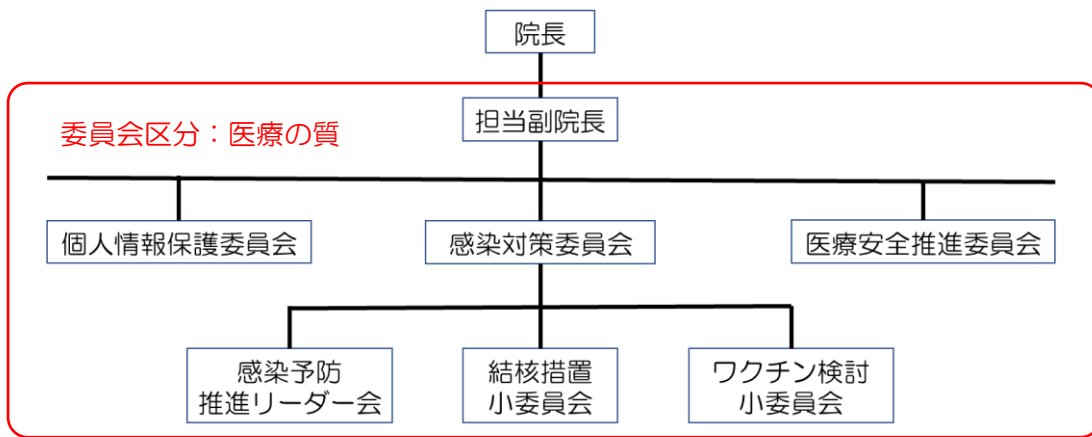 院長
担当副院長
委員会区分：医療の質
個人情報保護委員会
感染対策委員会
医療安全推進委員会
感染予防
推進リーダー会
結核措置
小委員会
ワクチン検討
小委員会